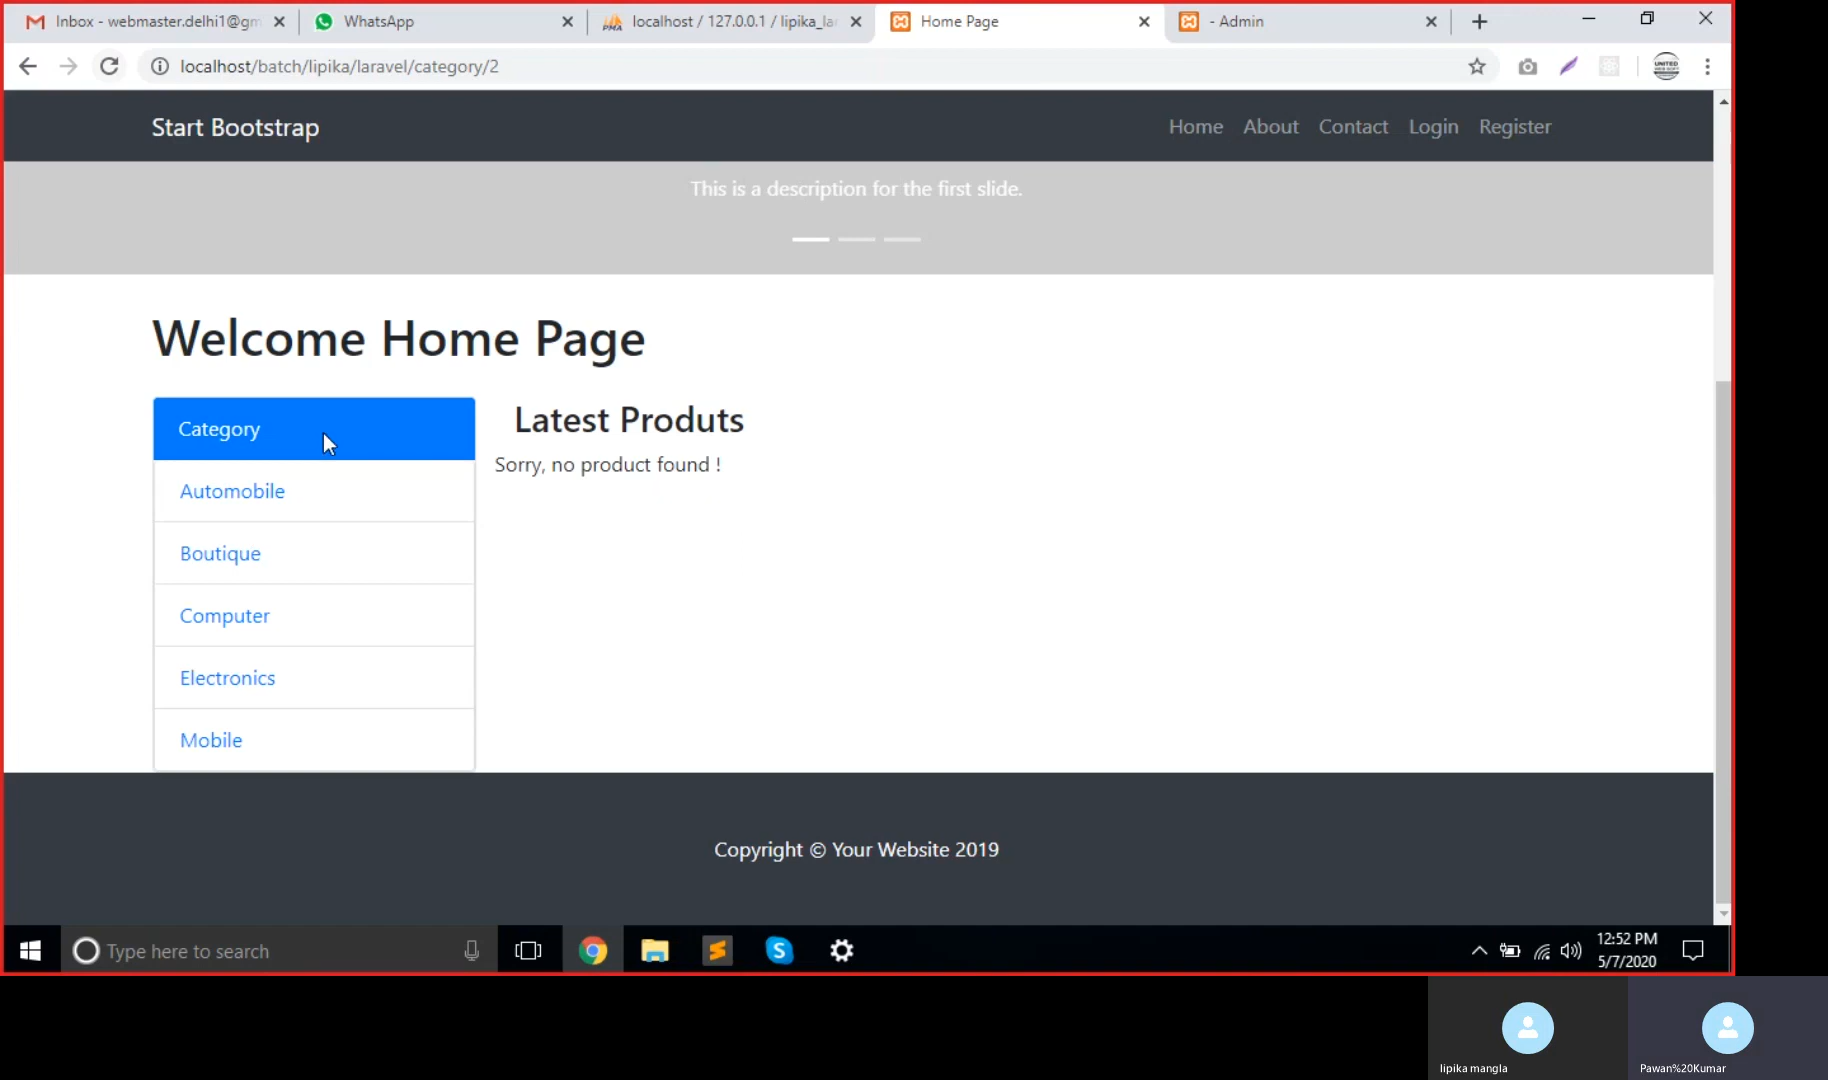 Inbox - webmaster.delhi1@gm
WhatsApp
localhost / 127.0.0.1 / lipika_la
Home Page
- Admin
localhost/batch/lipika/laravel/category/2
Start Bootstrap
Home
About
Contact
Login
Register
This is a description for the first slide.
Welcome Home Page
Category
Automobile
Boutique
Computer
Electronics
Mobile
Latest Produts
Sorry, no product found !
Copyright © Your Website 2019
Type here to search
12:52 PM
5/7/2020
lipika mangla
Pawan%20Kumar